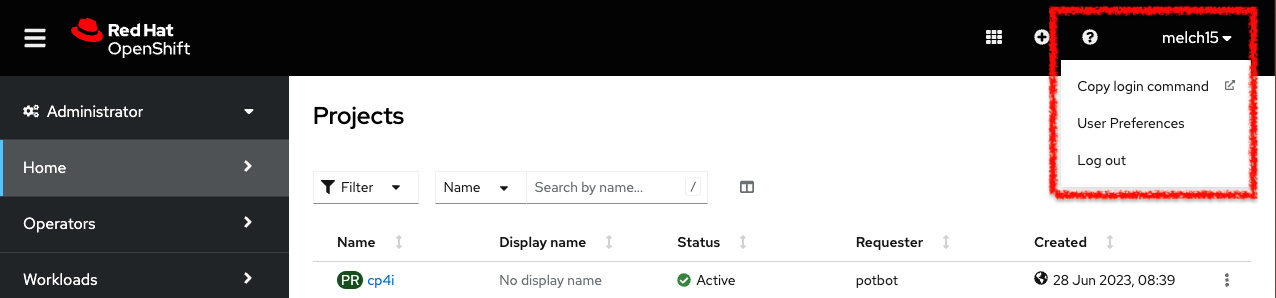 Red Hat
OpenShift
melch15
Copy login command
User Preferences
Log out
Administrator
Home
Operators
Workloads
Projects
Filter
Name
Search by name...
/
Name Display name Status Requester Created
PR cp4i No display name Active potbot 28 Jun 2023, 08:39